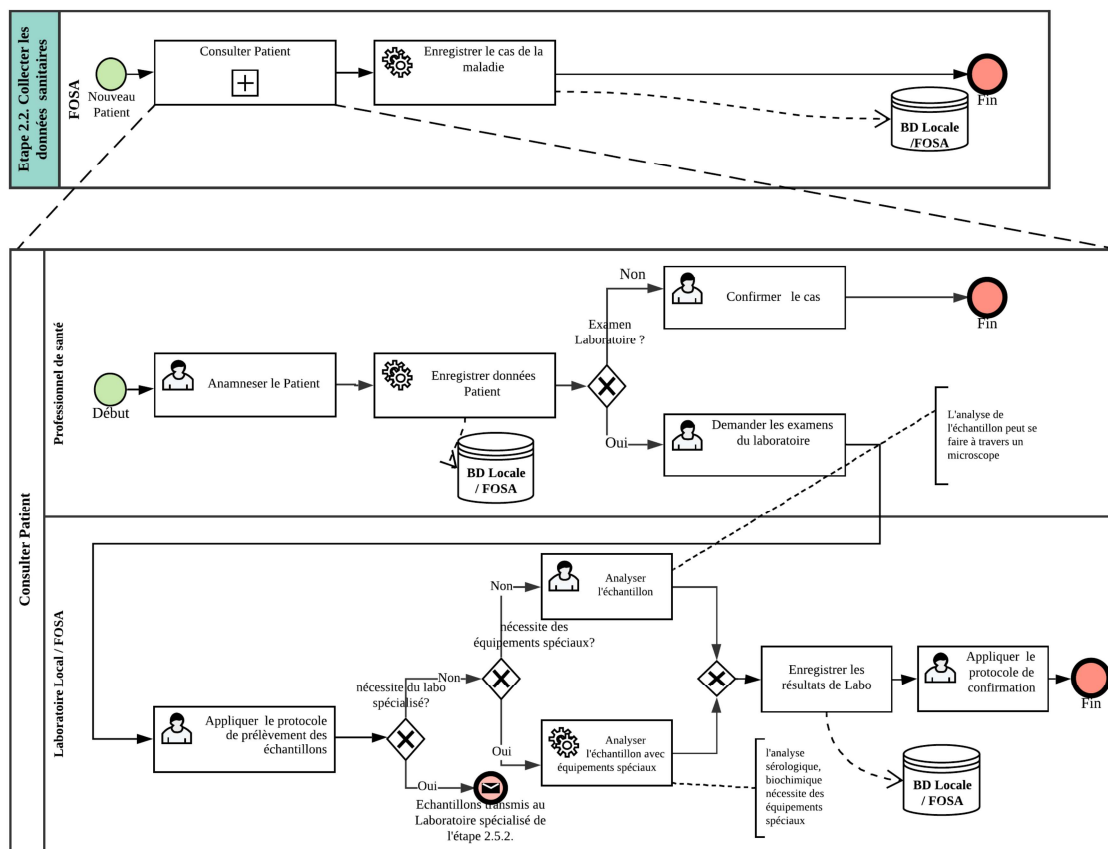 Etape 2.2. Collecter les
données sanitaires
FOSA
Nouveau
Patient
Consulter Patient
Enregistrer le cas de la
maladie
Fin
BD Locale
/FOSA
Consulter Patient
Professionnel de santé
Début
Anamneser le Patient
Enregistrer données
Patient
BD Locale
/ FOSA
Examen
Laboratoire ?
Non
Confirmer le cas
Fin
Oui
Demander les examens
du laboratoire
L'analyse de
l'échantillon peut se
faire à travers un
microscope
Laboratoire Local / FOSA
Appliquer le protocole
de prélèvement des
échantillons
nécessite du labo
spécialisé?
Non
Oui
Echantillons transmis au
Laboratoire spécialisé de
l'étape 2.5.2.
nécessite des
équipements spéciaux?
Non
Analyser
l'échantillon
Oui
Analyser
l'échantillon avec
équipements spéciaux
l'analyse
sérologique,
biochimique
nécessite des
équipements
spéciaux
Enregistrer les
résultats de Labo
BD Locale
/ FOSA
Appliquer le
protocole de
confirmation
Fin